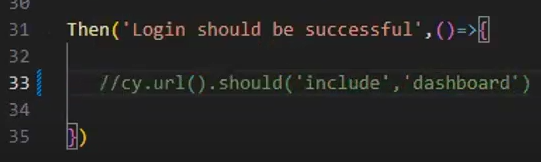 30
31 Then('Login should be successful',()=>{
32
33 //cy.url().should('include','dashboard')
34
35 })